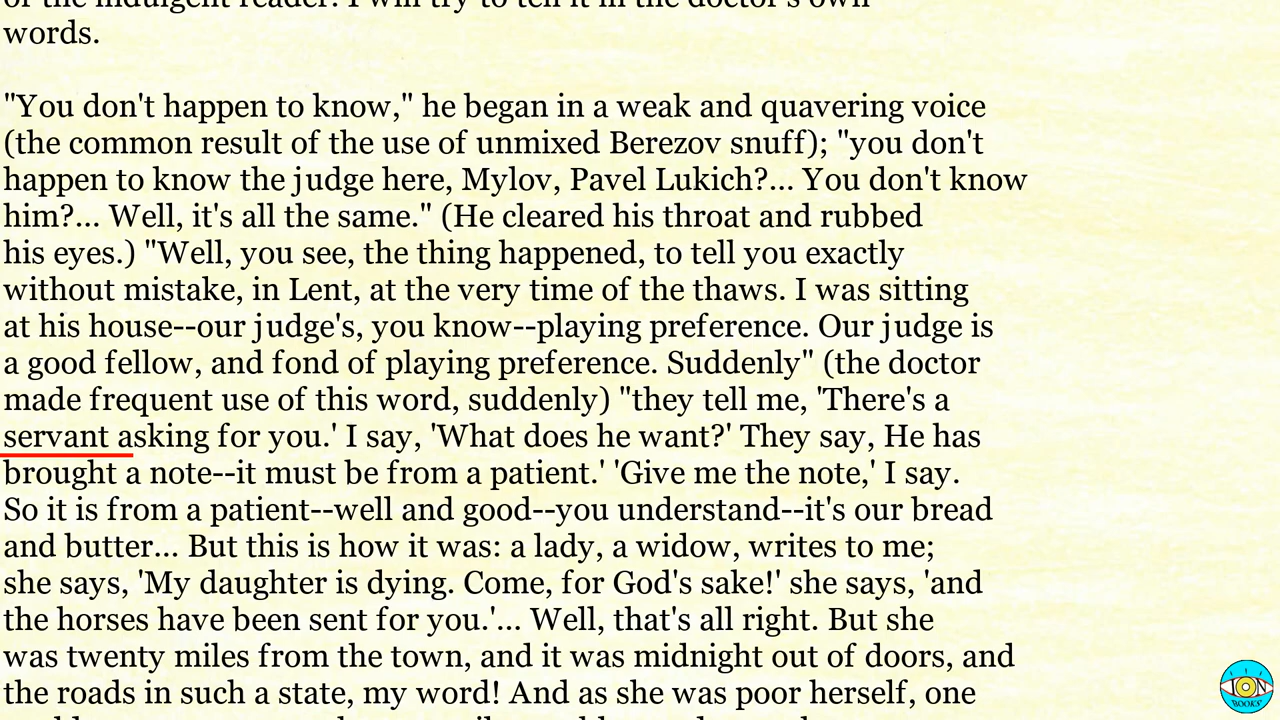 of the indulgent reader. I will try to tell it in the doctor's own
words.
"You don't happen to know," he began in a weak and quavering voice
(the common result of the use of unmixed Berezov snuff); "you don't
happen to know the judge here, Mylov, Pavel Lukich?... You don't know
him?... Well, it's all the same." (He cleared his throat and rubbed
his eyes.) "Well, you see, the thing happened, to tell you exactly
without mistake, in Lent, at the very time of the thaws. I was sitting
at his house--our judge's, you know--playing preference. Our judge is
a good fellow, and fond of playing preference. Suddenly" (the doctor
made frequent use of this word, suddenly) "they tell me, 'There's a
servant asking for you.' I say, 'What does he want?' They say, He has
brought a note--it must be from a patient.' 'Give me the note,' I say.
So it is from a patient--well and good--you understand--it's our bread
and butter... But this is how it was: a lady, a widow, writes to me;
she says, 'My daughter is dying. Come, for God's sake!' she says, 'and
the horses have been sent for you.'... Well, that's all right. But she
was twenty miles from the town, and it was midnight out of doors, and
the roads in such a state, my word! And as she was poor herself, one
ION
BOOKS